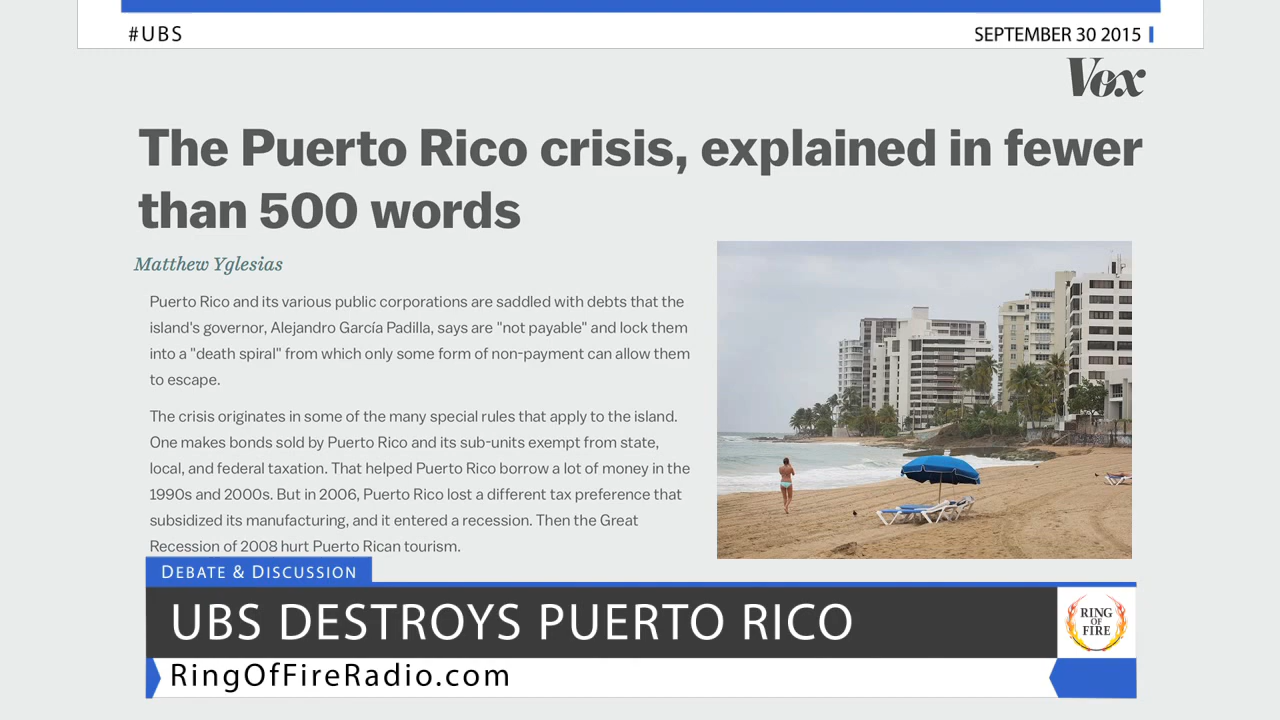 #UBS
SEPTEMBER 30 2015
Vox
The Puerto Rico crisis, explained in fewer
than 500 words
Matthew Yglesias
Puerto Rico and its various public corporations are saddled with debts that the
island's governor, Alejandro García Padilla, says are "not payable" and lock them
into a "death spiral" from which only some form of non-payment can allow them
to escape.
The crisis originates in some of the many special rules that apply to the island.
One makes bonds sold by Puerto Rico and its sub-units exempt from state,
local, and federal taxation. That helped Puerto Rico borrow a lot of money in the
1990s and 2000s. But in 2006, Puerto Rico lost a different tax preference that
subsidized its manufacturing, and it entered a recession. Then the Great
Recession of 2008 hurt Puerto Rican tourism.
DEBATE & DISCUSSION
UBS DESTROYS PUERTO RICO
RING
OF
FIRE
RingOfFireRadio.com